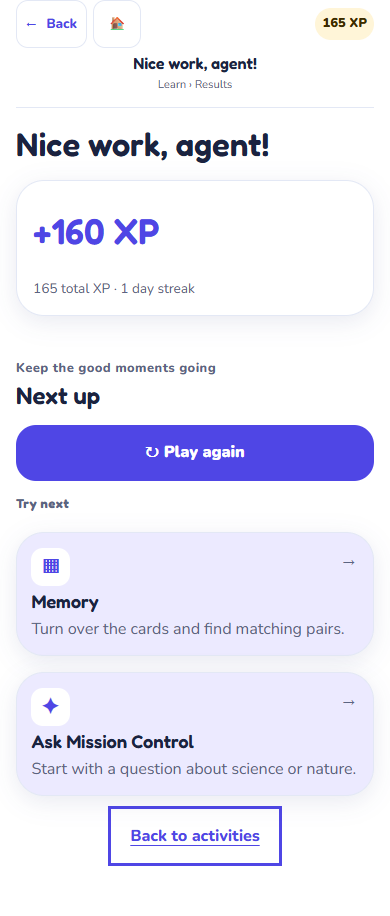 ← Back
165 XP
Nice work, agent!
Learn › Results
Nice work, agent!
+160 XP
165 total XP · 1 day streak
Keep the good moments going
Next up
↻ Play again
Try next
→
Memory
Turn over the cards and find matching pairs.
→
Ask Mission Control
Start with a question about science or nature.
Back to activities